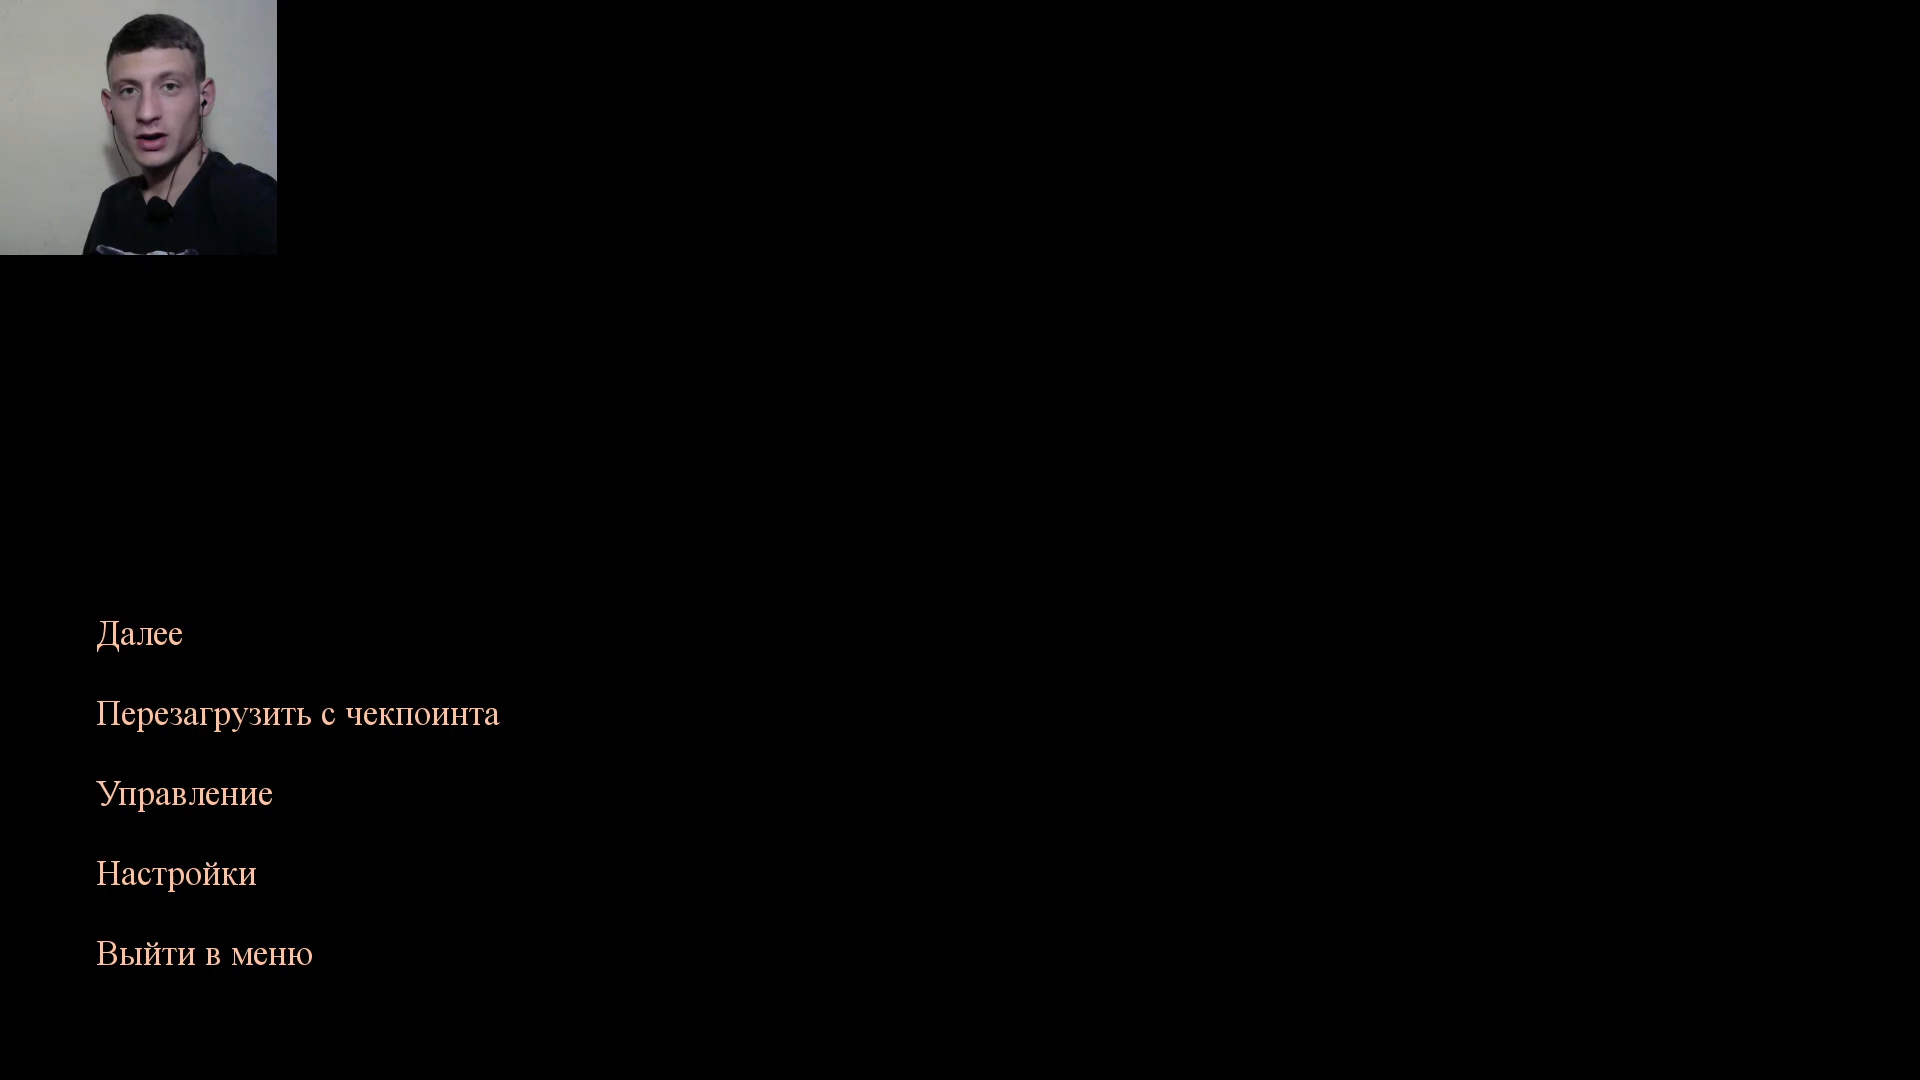 Далее
Перезагрузить с чекпоинта
Управление
Настройки
Выйти в меню